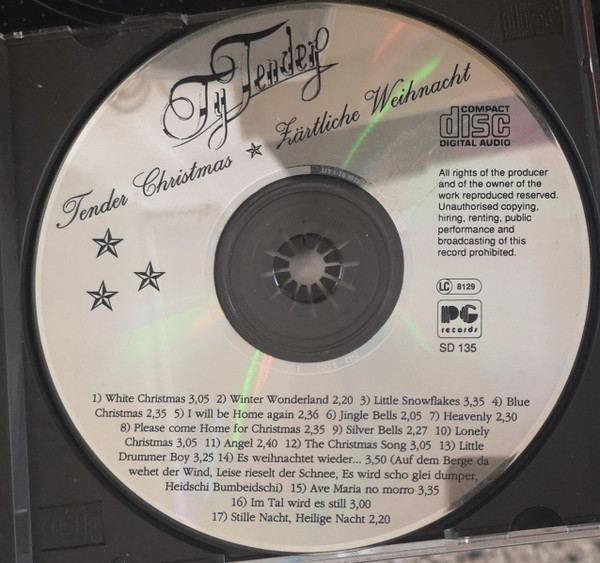 Ty Tender
Tender Christmas ★ Zärtliche Weihnacht
COMPACT
disc
DIGITAL AUDIO
All rights of the producer
and of the owner of the
work reproduced reserved.
Unauthorised copying,
hiring, renting, public
performance and
broadcasting of this
record prohibited.
LC 8129
PG
records
SD 135
1) White Christmas 3,05 2) Winter Wonderland 2,20 3) Little Snowflakes 3,35 4) Blue
Christmas 2,35 5) I will be Home again 2,36 6) Jingle Bells 2,05 7) Heavenly 2,30
8) Please come Home for Christmas 2,35 9) Silver Bells 2,27 10) Lonely
Christmas 3,05 11) Angel 2,40 12) The Christmas Song 3,05 13) Little
Drummer Boy 3,25 14) Es weihnachtet wieder... 3,50 (Auf dem Berge da
wehet der Wind, Leise rieselt der Schnee, Es wird scho glei dumper,
Heidschi Bumbeidschi) 15) Ave Maria no morro 3,35
16) Im Tal wird es still 3,00
17) Stille Nacht, Heilige Nacht 2,20